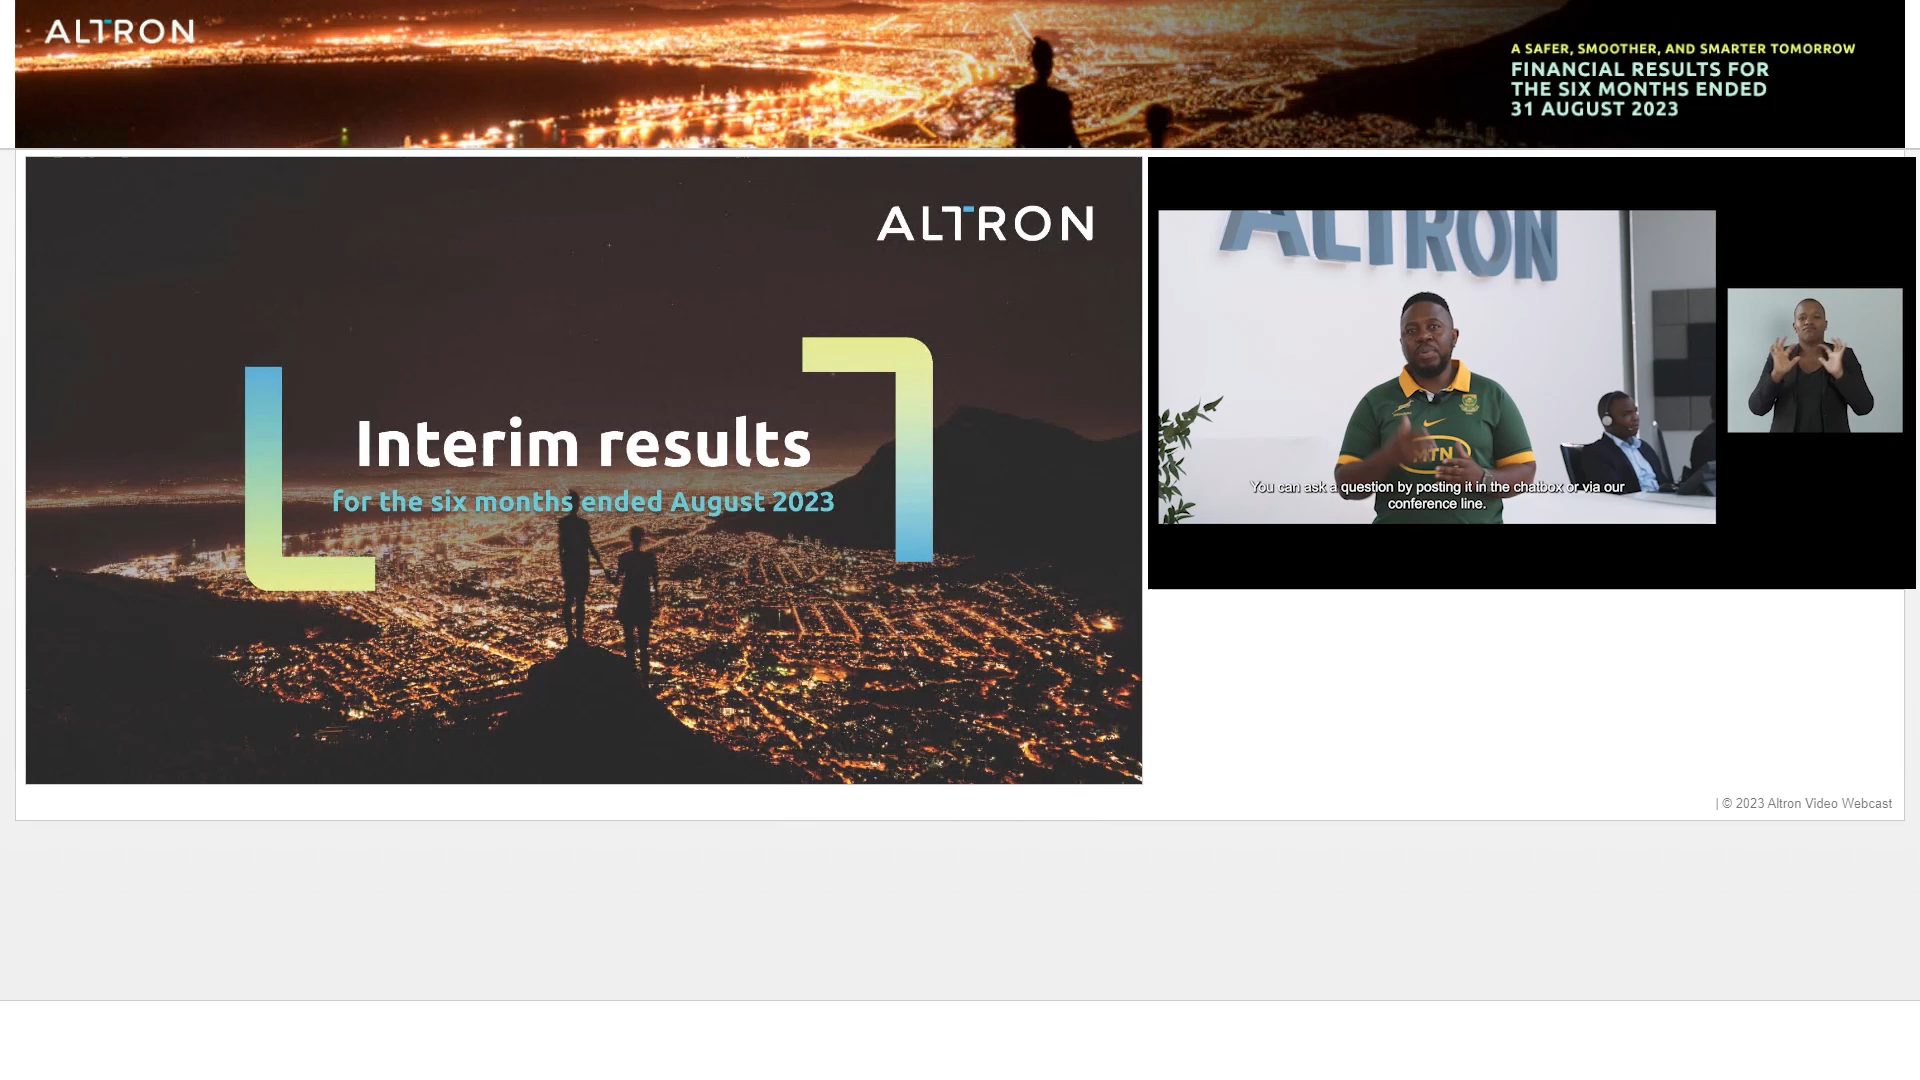 ALTRON
A SAFER, SMOOTHER, AND SMARTER TOMORROW
FINANCIAL RESULTS FOR
THE SIX MONTHS ENDED
31 AUGUST 2023
ALTRON
Interim results
for the six months ended August 2023
ALTRON
MTN
You can ask a question by posting it in the chatbox or via our
conference line.
| © 2023 Altron Video Webcast